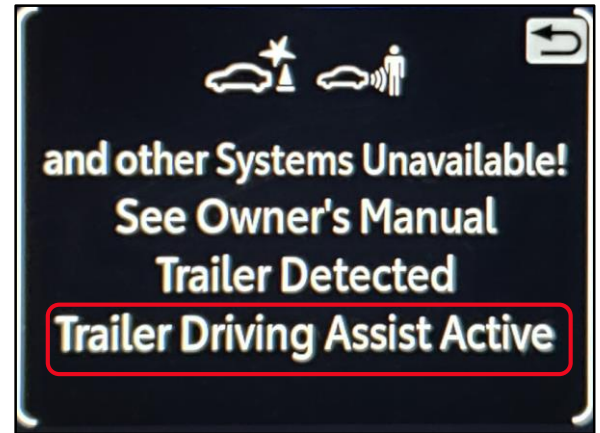 and other Systems Unavailable!
See Owner's Manual
Trailer Detected
Trailer Driving Assist Active